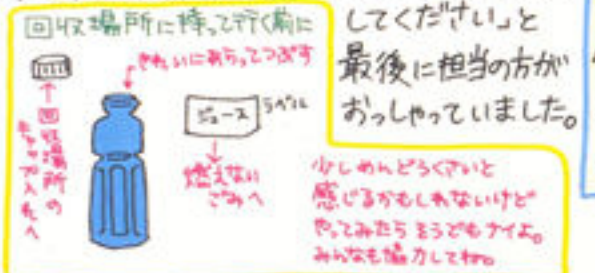 回収場所に持って行く前に
きれいにあらってつぶす
回収場所の
キャップ入れへ
ジュース
ラベル
燃えない
ごみへ
してください」と
最後に担当の方が
おっしゃっていました。
少しめんどうくさいと
感じるかもしれないけど
やってみたらそうでもナイよ。
みんなも協力してね。